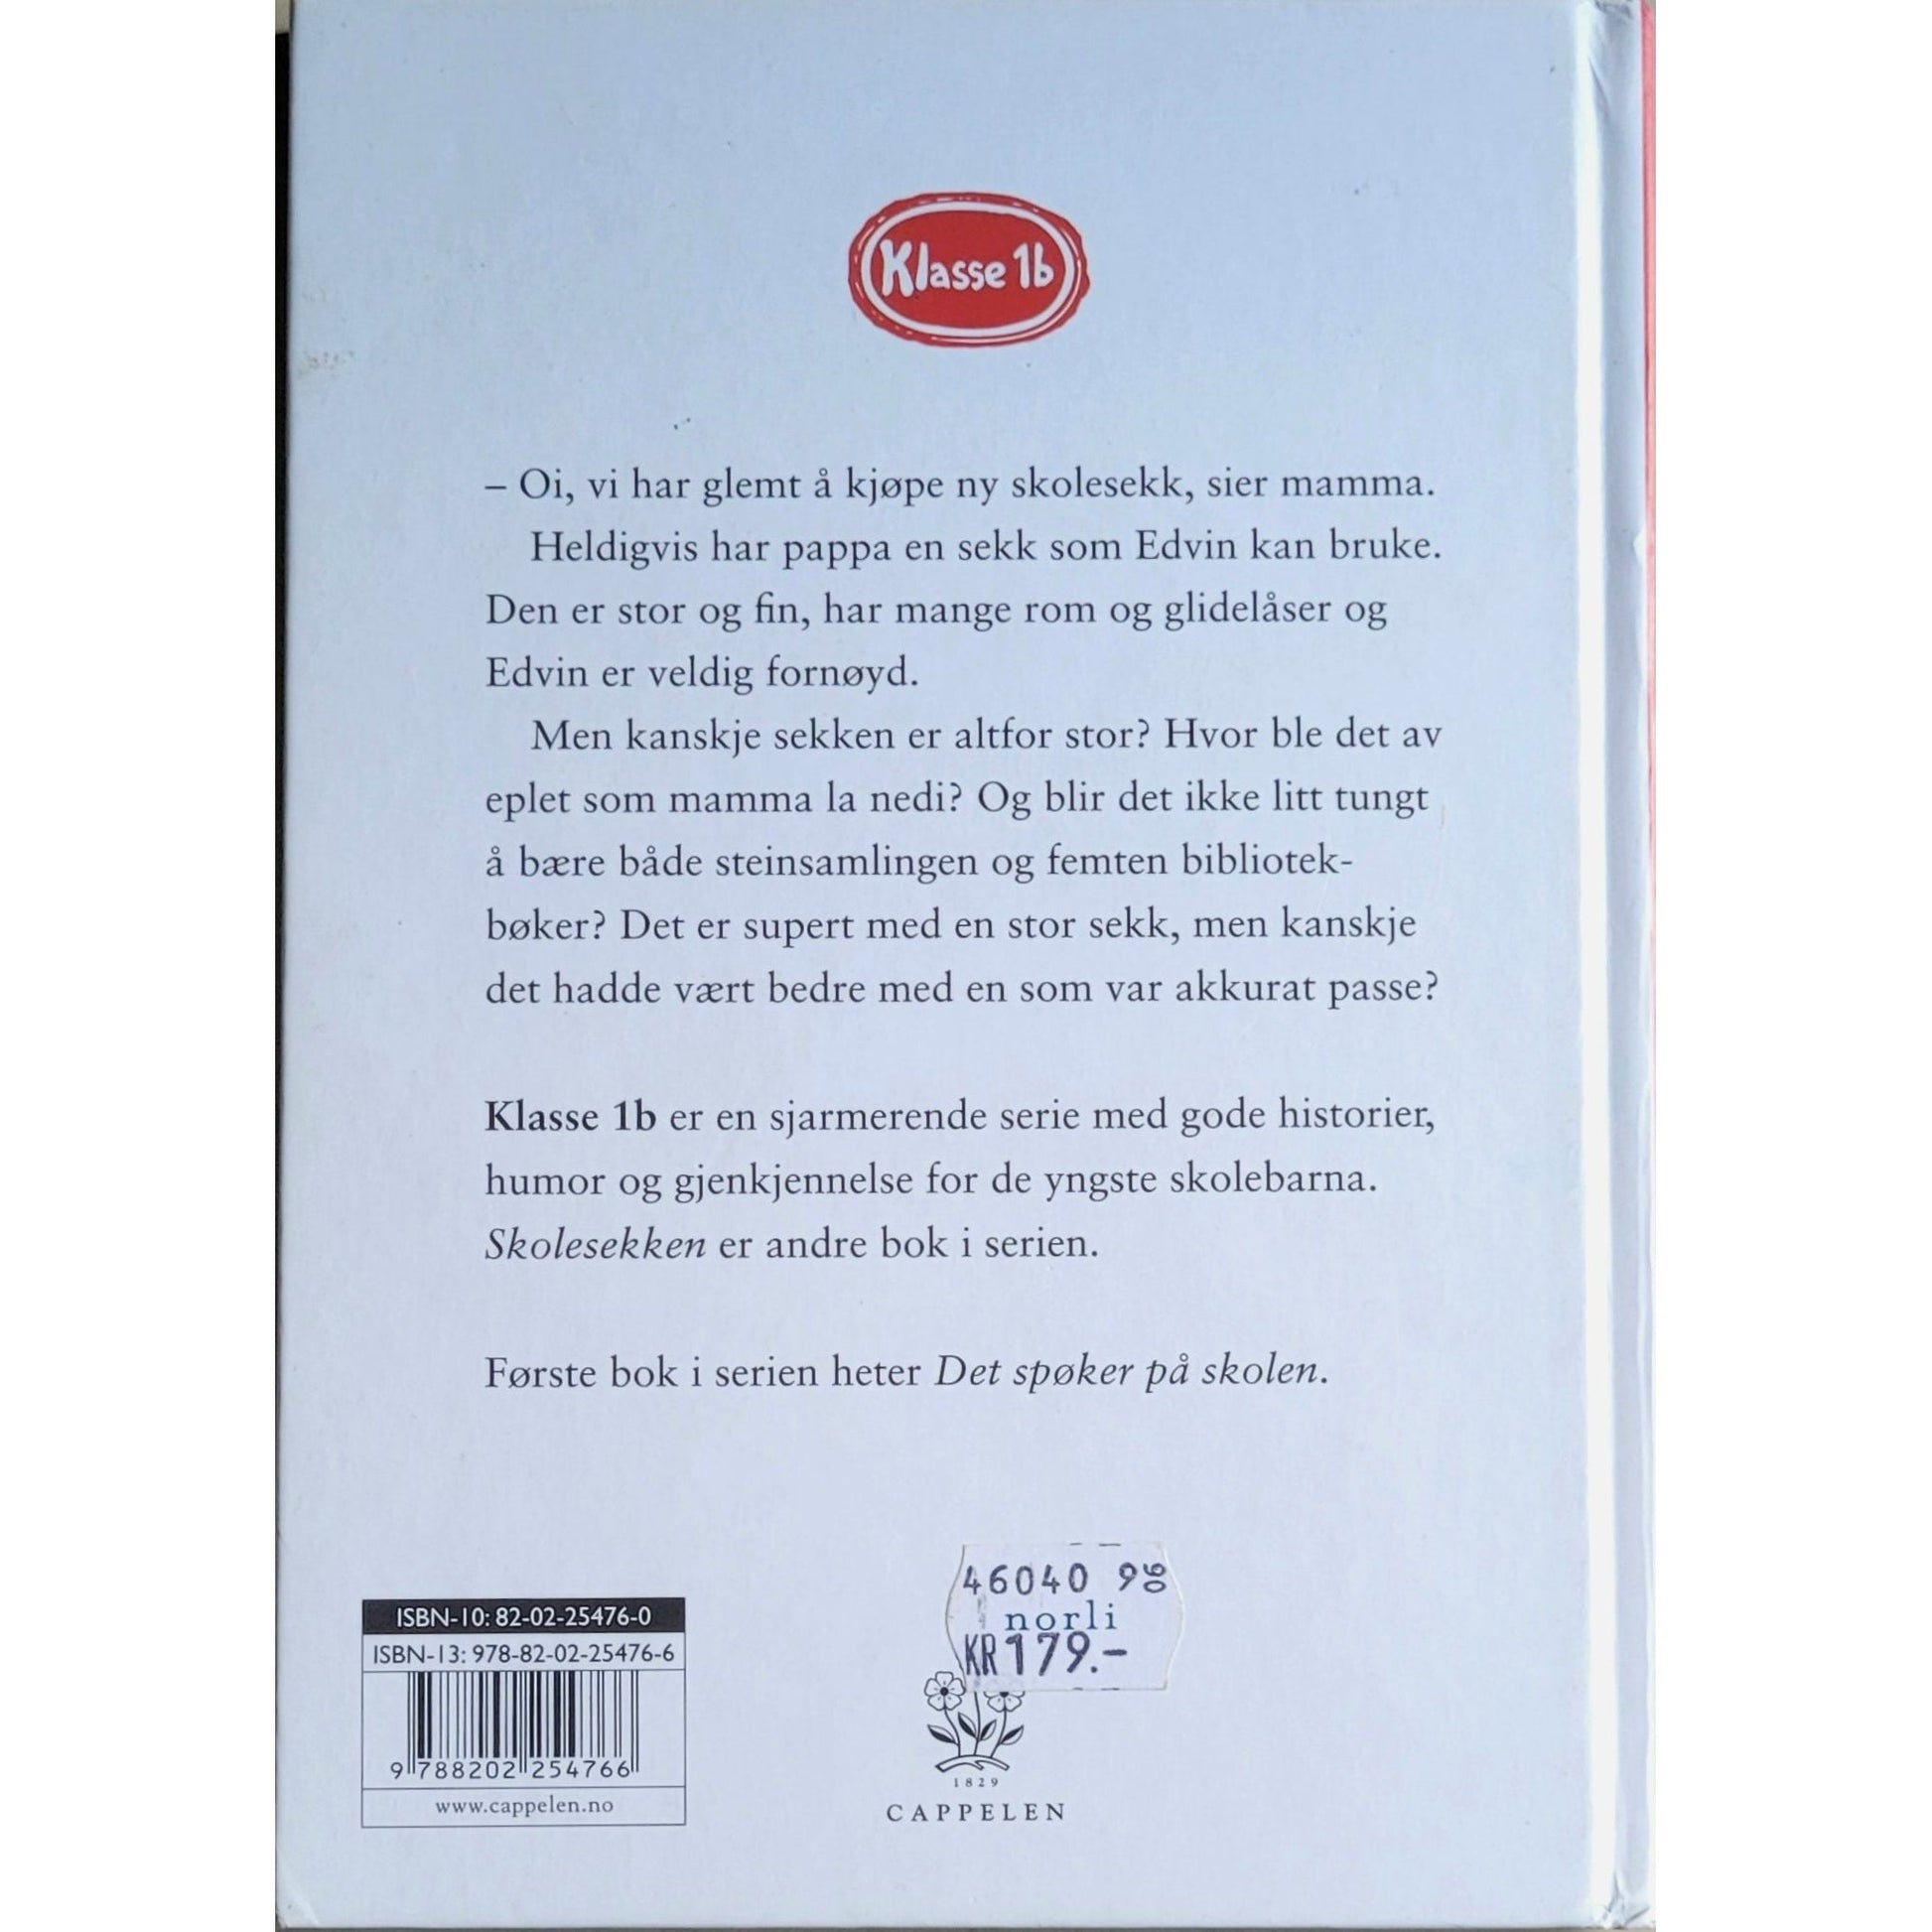 Klasse 1b
– Oi, vi har glemt å kjøpe ny skolesekk, sier mamma.
Heldigvis har pappa en sekk som Edvin kan bruke.
Den er stor og fin, har mange rom og glidelåser og
Edvin er veldig fornøyd.
Men kanskje sekken er altfor stor? Hvor ble det av
eplet som mamma la nedi? Og blir det ikke litt tungt
å bære både steinsamlingen og femten bibliotek-
bøker? Det er supert med en stor sekk, men kanskje
det hadde vært bedre med en som var akkurat passe?
Klasse 1b er en sjarmerende serie med gode historier,
humor og gjenkjennelse for de yngste skolebarna.
Skolesekken er andre bok i serien.
Første bok i serien heter Det spøker på skolen.
46040 9
norli
KR 179.-
ISBN-10: 82-02-25476-0
ISBN-13: 978-82-02-25476-6
9 788202 254766
www.cappelen.no
1829
CAPPELEN